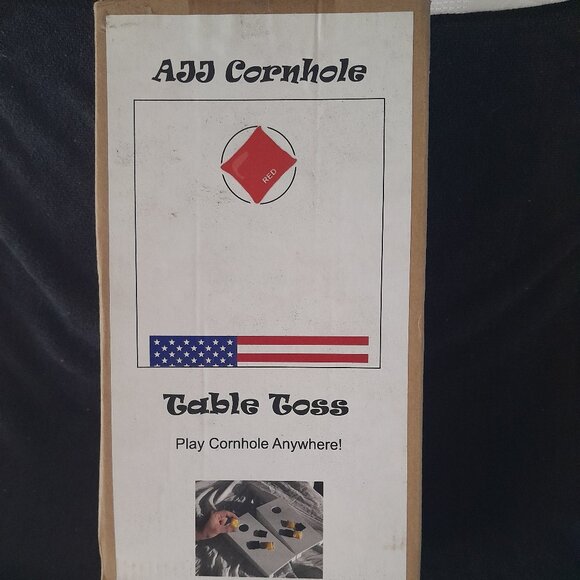 AJJ Cornhole
RED
Table Toss
Play Cornhole Anywhere!